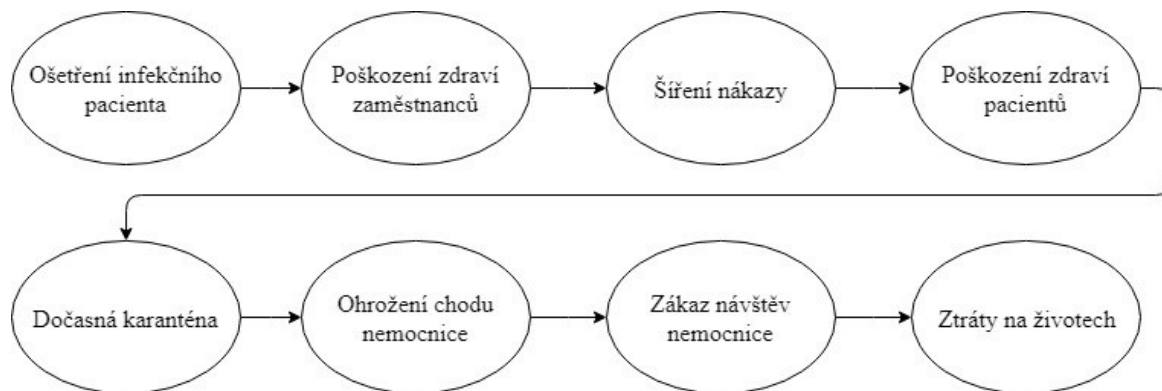 Ošetření infekčního
pacienta
Poškození zdraví
zaměstnanců
Šíření nákazy
Poškození zdraví
pacientů
Dočasná karanténa
Ohrožení chodu
nemocnice
Zákaz návštěv
nemocnice
Ztráty na životech